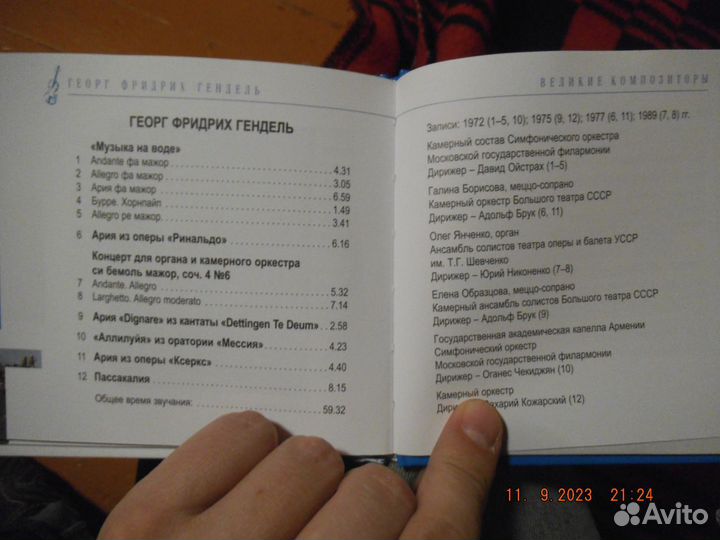 ГЕОРГ ФРИДРИХ ГЕНДЕЛЬ
ГЕОРГ ФРИДРИХ ГЕНДЕЛЬ
«Музыка на воде»
1 Andante фа мажор 4.31
2 Allegro фа мажор 3.05
3 Ария фа мажор 6.59
4 Бурре. Хорнпайп 1.49
5 Allegro ре мажор 3.41
6 Ария из оперы «Ринальдо» 6.16
Концерт для органа и камерного оркестра
си бемоль мажор, соч. 4 №6
7 Andante. Allegro 5.32
8 Larghetto. Allegro moderato 7.14
9 Ария «Dignare» из кантаты «Dettingen Te Deum» 2.58
10 «Аллилуйя» из оратории «Мессия» 4.23
11 Ария из оперы «Ксеркс» 4.40
12 Пассакалия 8.15
Общее время звучания: 59.32
ВЕЛИКИЕ КОМПОЗИТОРЫ
Записи: 1972 (1–5, 10); 1975 (9, 12); 1977 (6, 11); 1989 (7, 8) гг.
Камерный состав Симфонического оркестра
Московской государственной филармонии
Дирижер – Давид Ойстрах (1–5)
Галина Борисова, меццо-сопрано
Камерный оркестр Большого театра СССР
Дирижер – Адольф Брук (6, 11)
Олег Янченко, орган
Ансамбль солистов театра оперы и балета УССР
им. Т.Г. Шевченко
Дирижер – Юрий Никоненко (7–8)
Елена Образцова, меццо-сопрано
Камерный ансамбль солистов Большого театра СССР
Дирижер – Адольф Брук (9)
Государственная академическая капелла Армении
Симфонический оркестр
Московской государственной филармонии
Дирижер – Оганес Чекиджян (10)
Камерный оркестр
Кожарский (12)
11. 9.2023 21:24
Avito